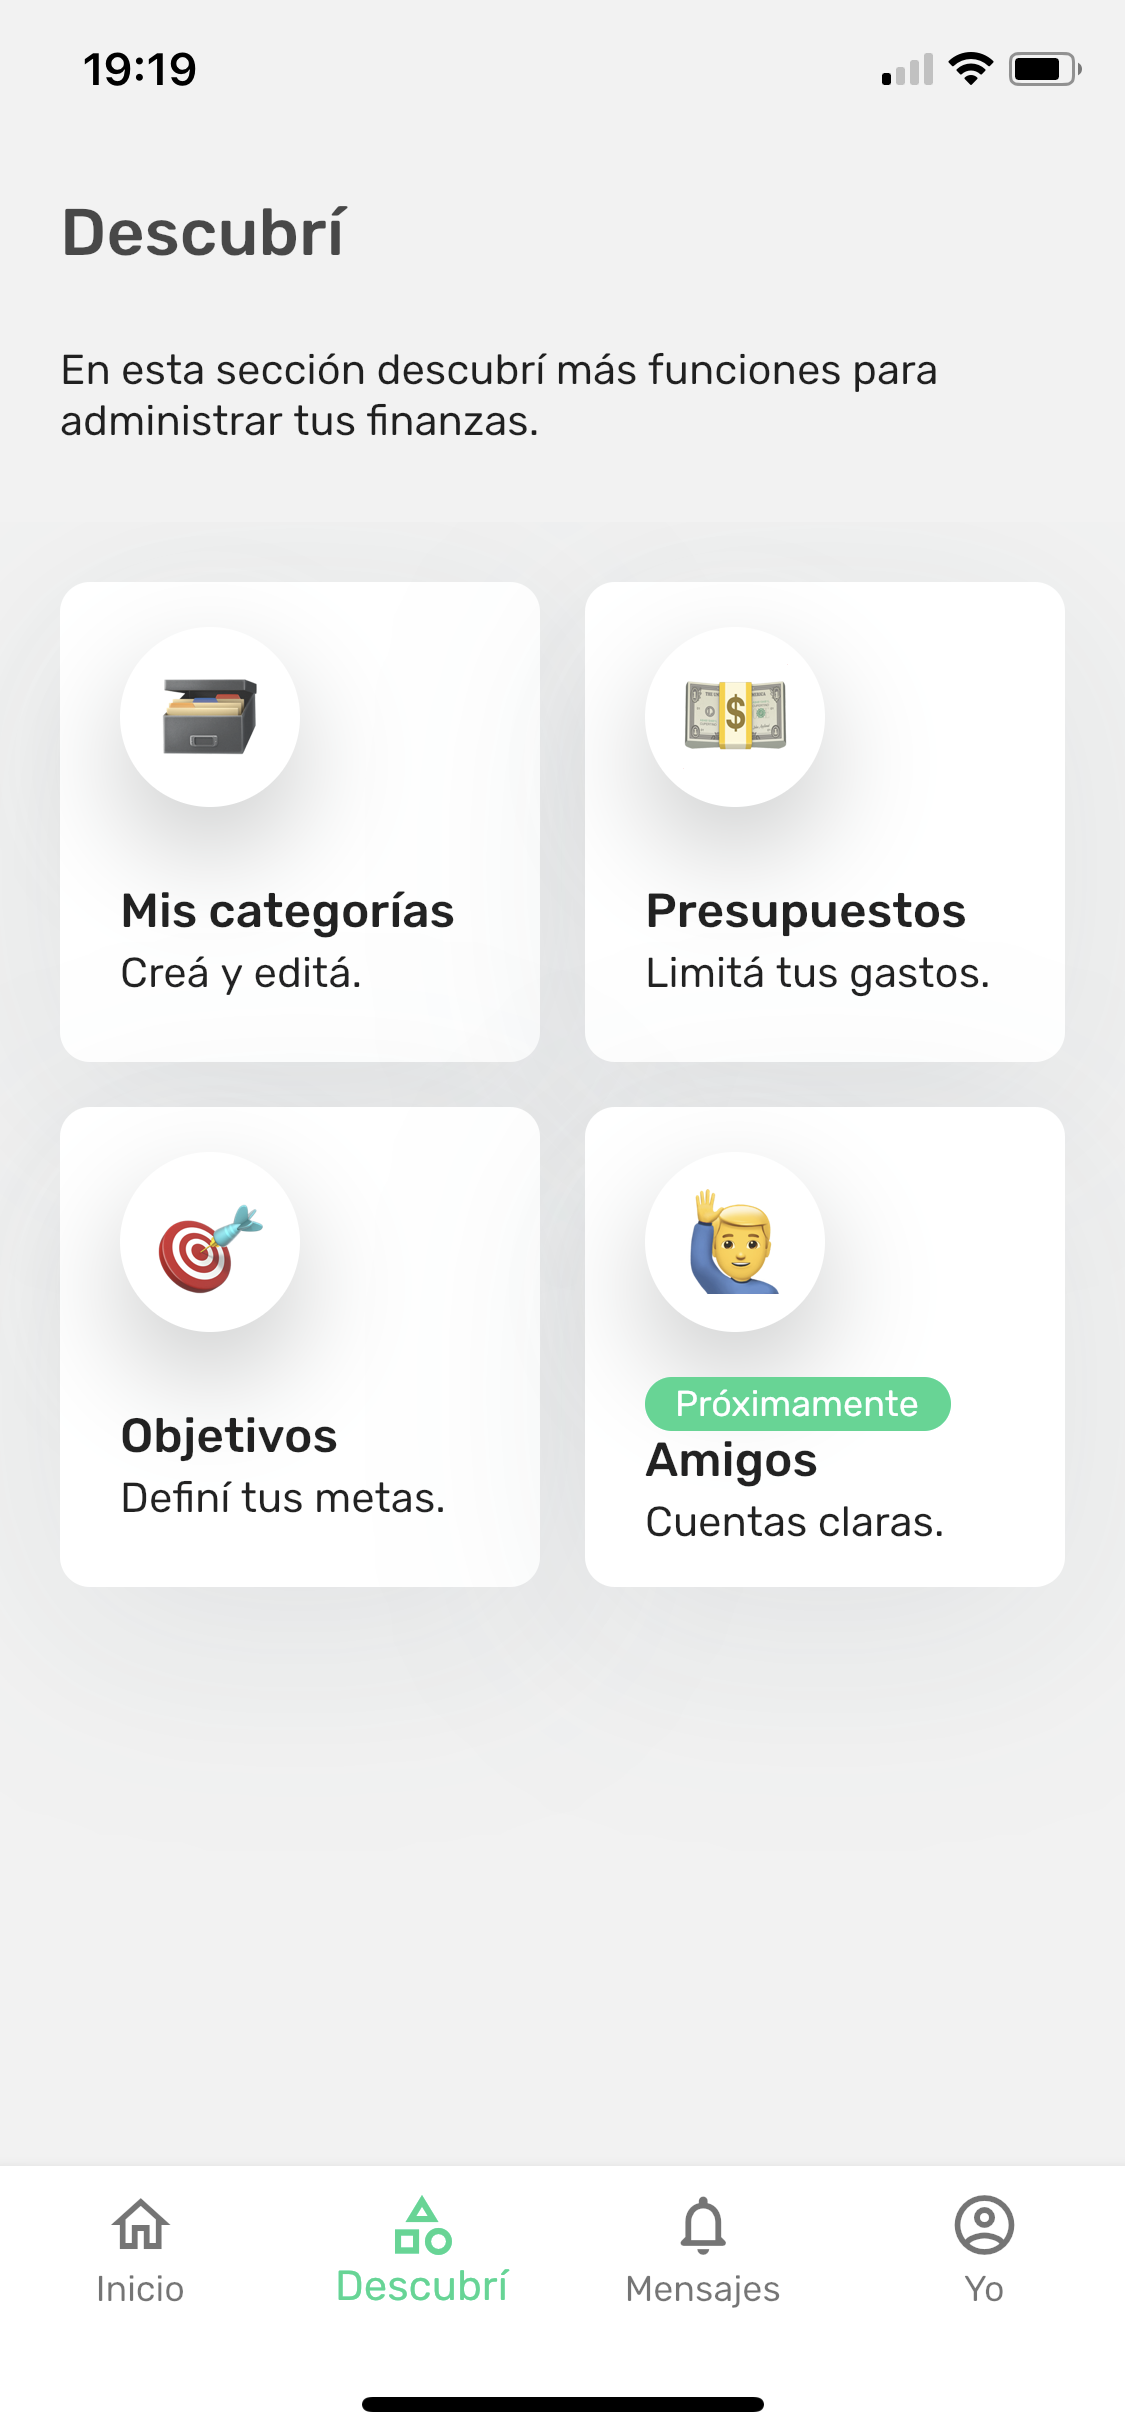 19:19
Descubrí
En esta sección descubrí más funciones para
administrar tus finanzas.
Mis categorías
Creá y editá.
Presupuestos
Limitá tus gastos.
Objetivos
Definí tus metas.
Próximamente
Amigos
Cuentas claras.
Inicio
Descubrí
Mensajes
Yo